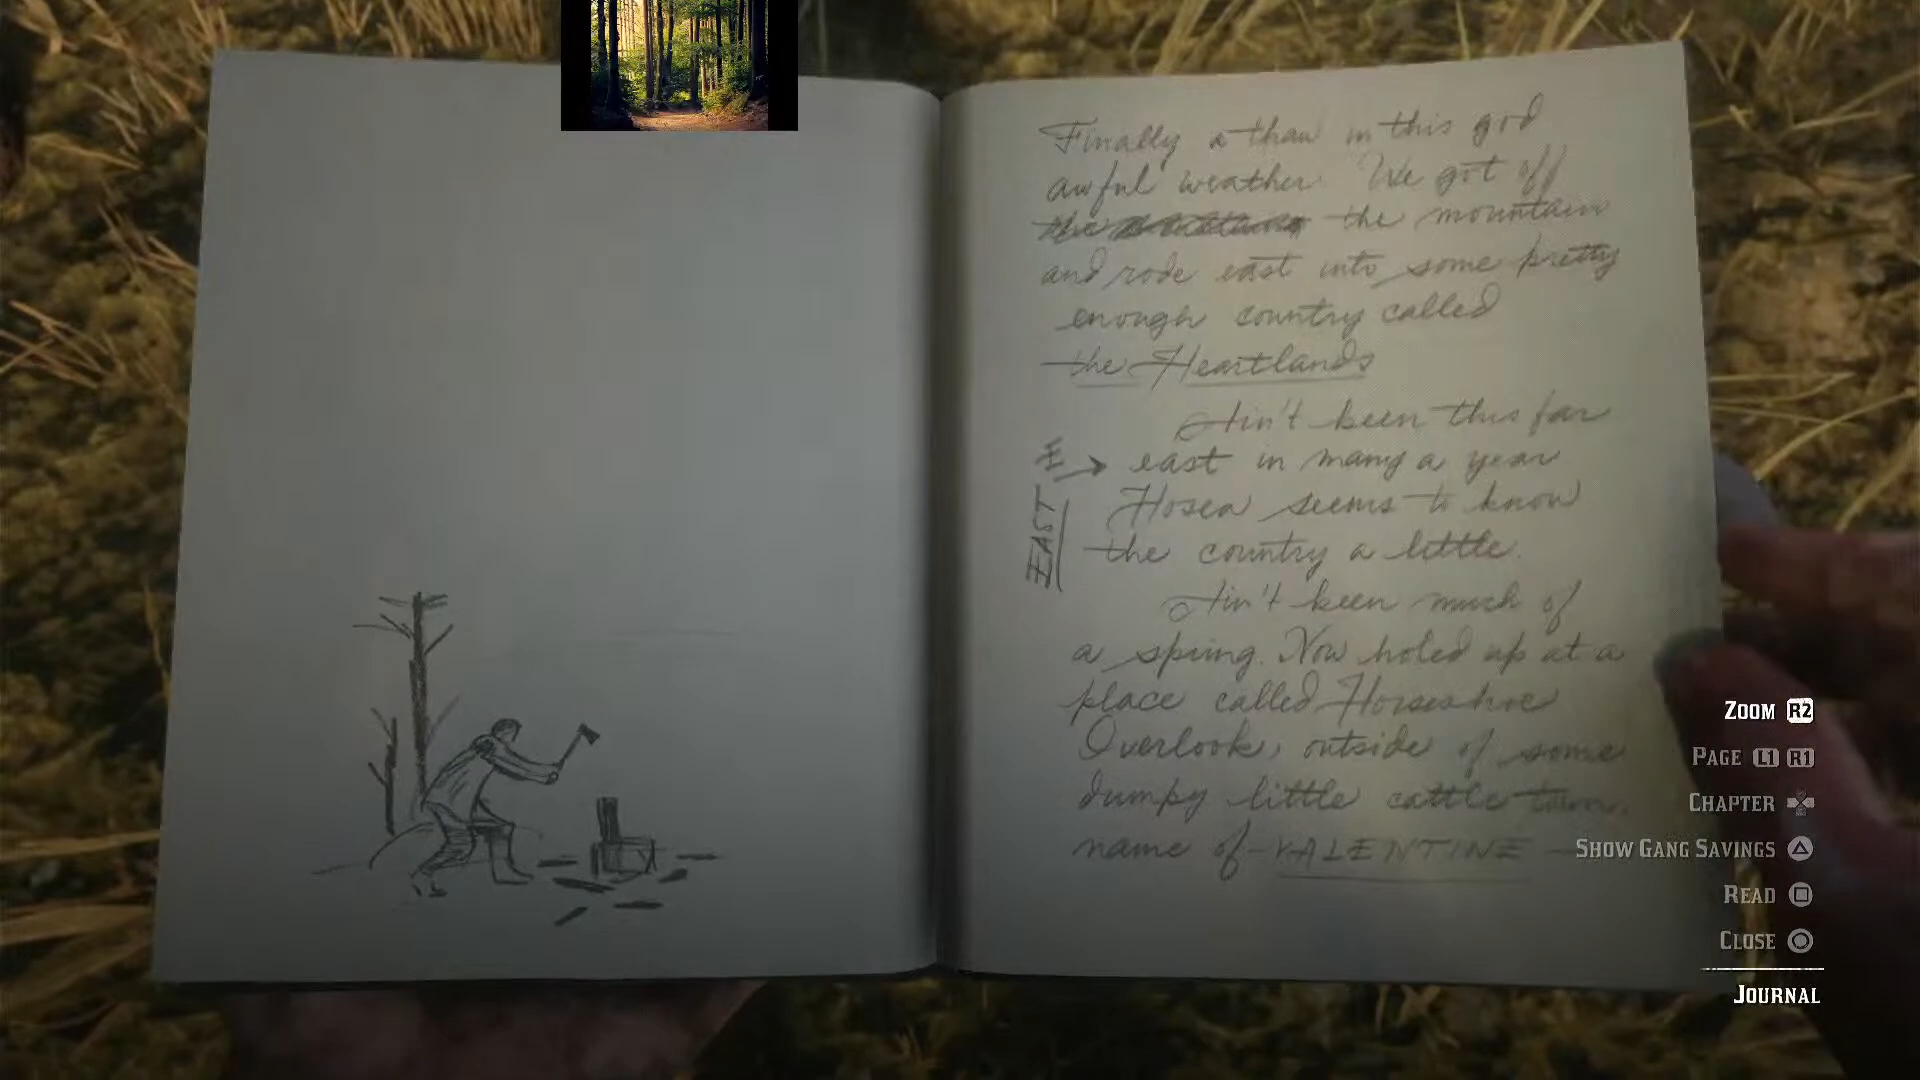 Finally a thaw in this god
awful weather. We got off
the mountain
and rode east into some pretty
enough country called
the Heartlands
Ain't been this far
east in many a year
Hosea seems to know
the country a little.
EAST
Ain't been much of
a spring. Now holed up at a
place called Horseshoe
Overlook, outside of some
dumpy little cattle town.
name of - VALENTINE -
ZOOM R2
PAGE L1 R1
CHAPTER
SHOW GANG SAVINGS
READ
CLOSE
JOURNAL